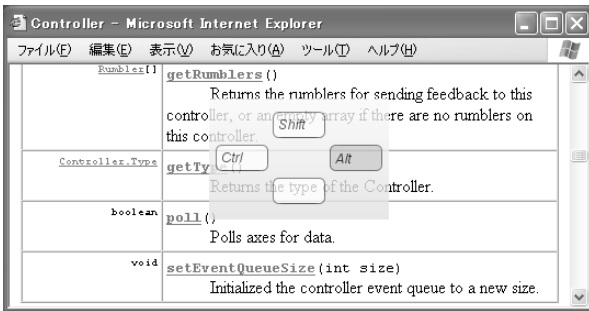 Controller - Microsoft Internet Explorer
ファイル(F) 編集(E) 表示(V) お気に入り(A) ツール(T) ヘルプ(H)
Rumbler[] getRumblers()
Returns the rumblers for sending feedback to this
controller, or an empty array if there are no rumblers on
this controller.
Shift
Ctrl
Alt
Controller.Type getType()
Returns the type of the Controller.
boolean poll()
Polls axes for data.
void setEventQueueSize(int size)
Initialized the controller event queue to a new size.